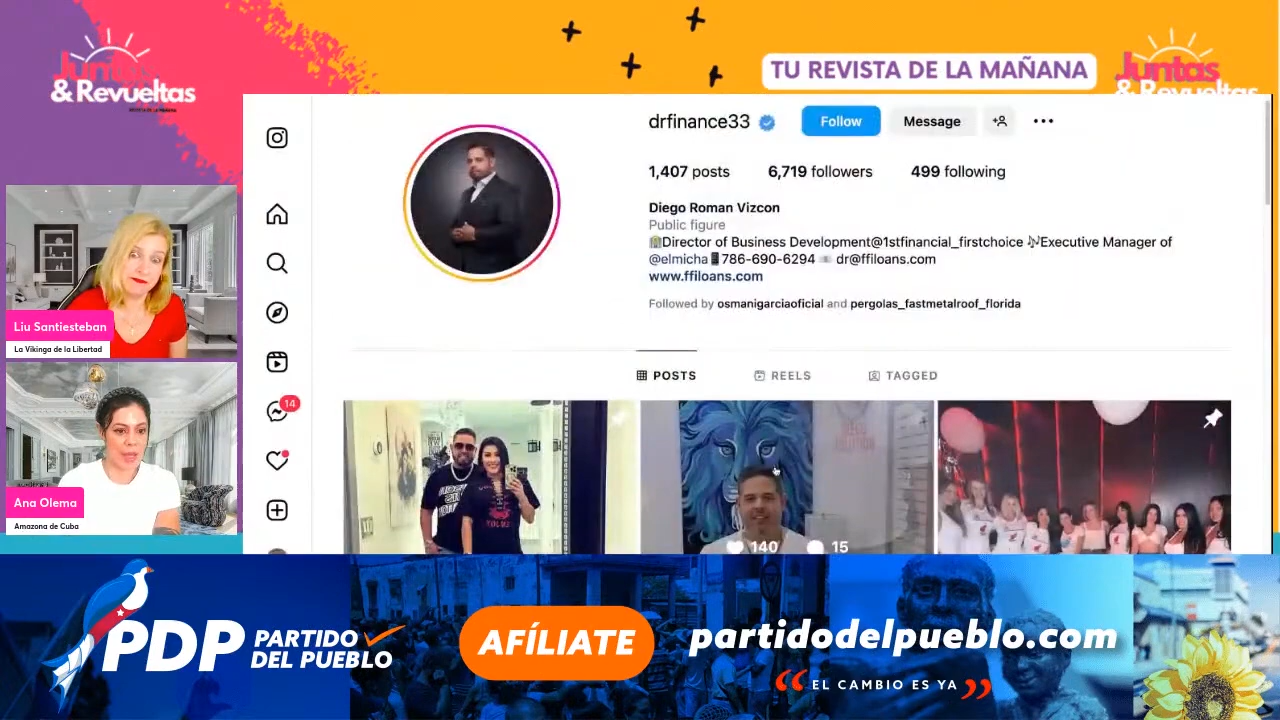 Juntas
& Revueltas
REVISTA DE LA MAÑANA
TU REVISTA DE LA MAÑANA
Juntas
& Revueltas
drfinance33
Follow
Message
1,407 posts
6,719 followers
499 following
Diego Roman Vizcon
Public figure
Director of Business Development@1stfinancial_firstchoice Executive Manager of
@elmicha 786-690-6294 dr@ffiloans.com
www.ffiloans.com
Followed by osmanigarciaoficial and pergolas_fastmetalroof_florida
POSTS
REELS
TAGGED
14
140
15
Liu Santiesteban
La Vikinga de la Libertad
Ana Olema
Amazona de Cuba
PDP PARTIDO
DEL PUEBLO
AFÍLIATE
partidodelpueblo.com
“EL CAMBIO ES YA”